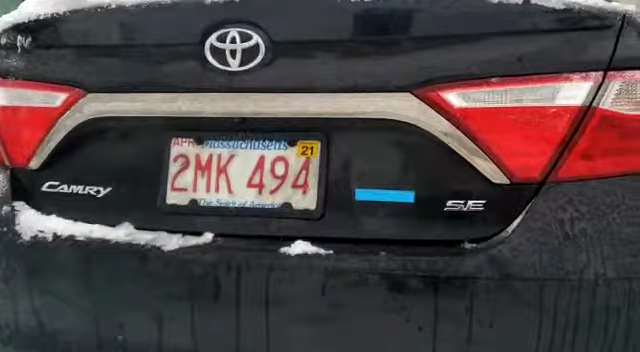 APR Massachusetts 21
2MK 494
The Spirit of America
CAMRY
SE